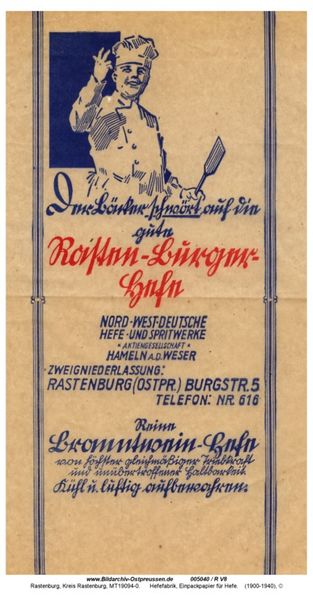 Der Bäcker schwört auf die
gute
Rasten-Burger-
Hefe
NORD-WEST-DEUTSCHE
HEFE- UND SPRITWERKE
* AKTIENGESELLSCHAFT *
HAMELN A.D. WESER
ZWEIGNIEDERLASSUNG:
RASTENBURG (OSTPR.) BURGSTR. 5
TELEFON: NR. 616
Reine
Branntwein-Hefe
von höchster gleichmäßiger Triebkraft
und unübertroffener Haltbarkeit
Kühl u. luftig aufbewahren.
www.Bildarchiv-Ostpreussen.de 005040 / R V8
Rastenburg, Kreis Rastenburg, MT19094-0. Hefefabrik, Einpackpapier für Hefe. (1900-1940), ©